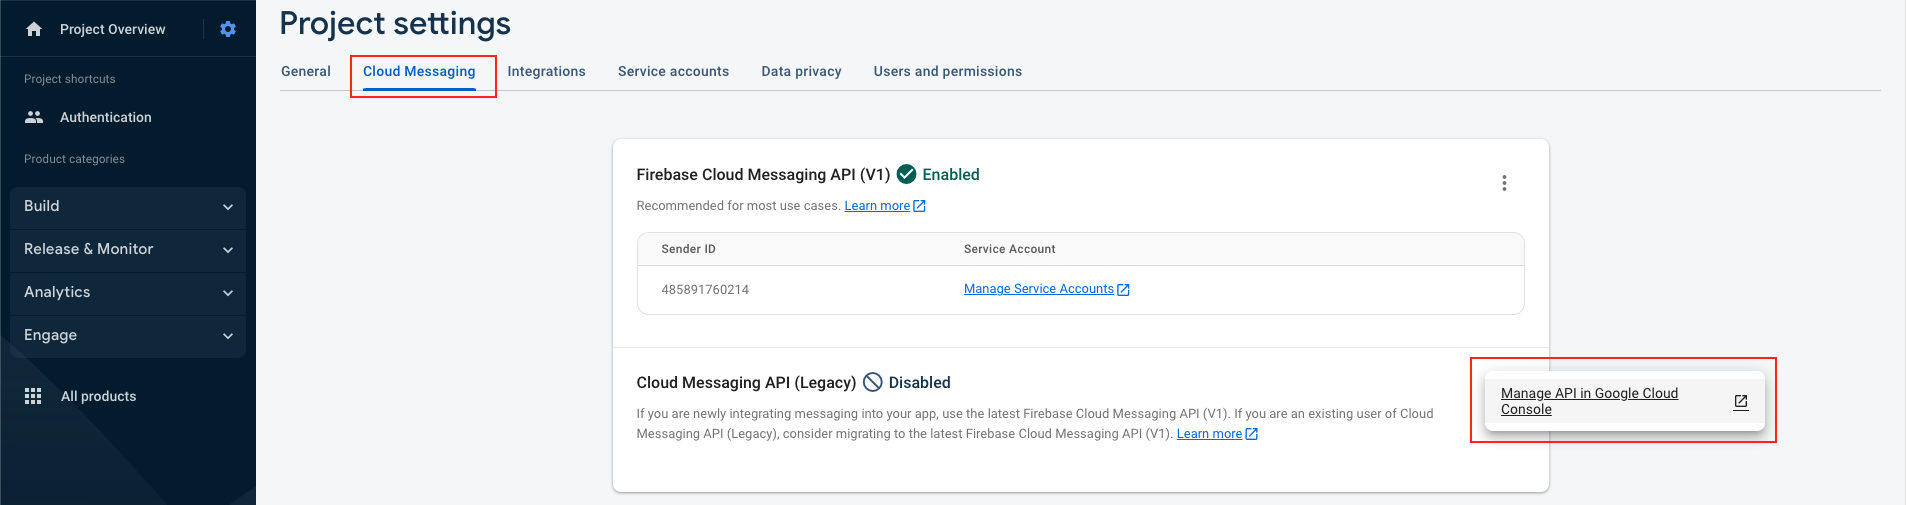 Project Overview
Project shortcuts
Authentication
Product categories
Build
Release & Monitor
Analytics
Engage
All products
Project settings
General
Cloud Messaging
Integrations
Service accounts
Data privacy
Users and permissions
Firebase Cloud Messaging API (V1) Enabled
Recommended for most use cases. Learn more
Sender ID
Service Account
485891760214
Manage Service Accounts
Cloud Messaging API (Legacy) Disabled
If you are newly integrating messaging into your app, use the latest Firebase Cloud Messaging API (V1). If you are an existing user of Cloud
Messaging API (Legacy), consider migrating to the latest Firebase Cloud Messaging API (V1). Learn more
Manage API in Google Cloud
Console